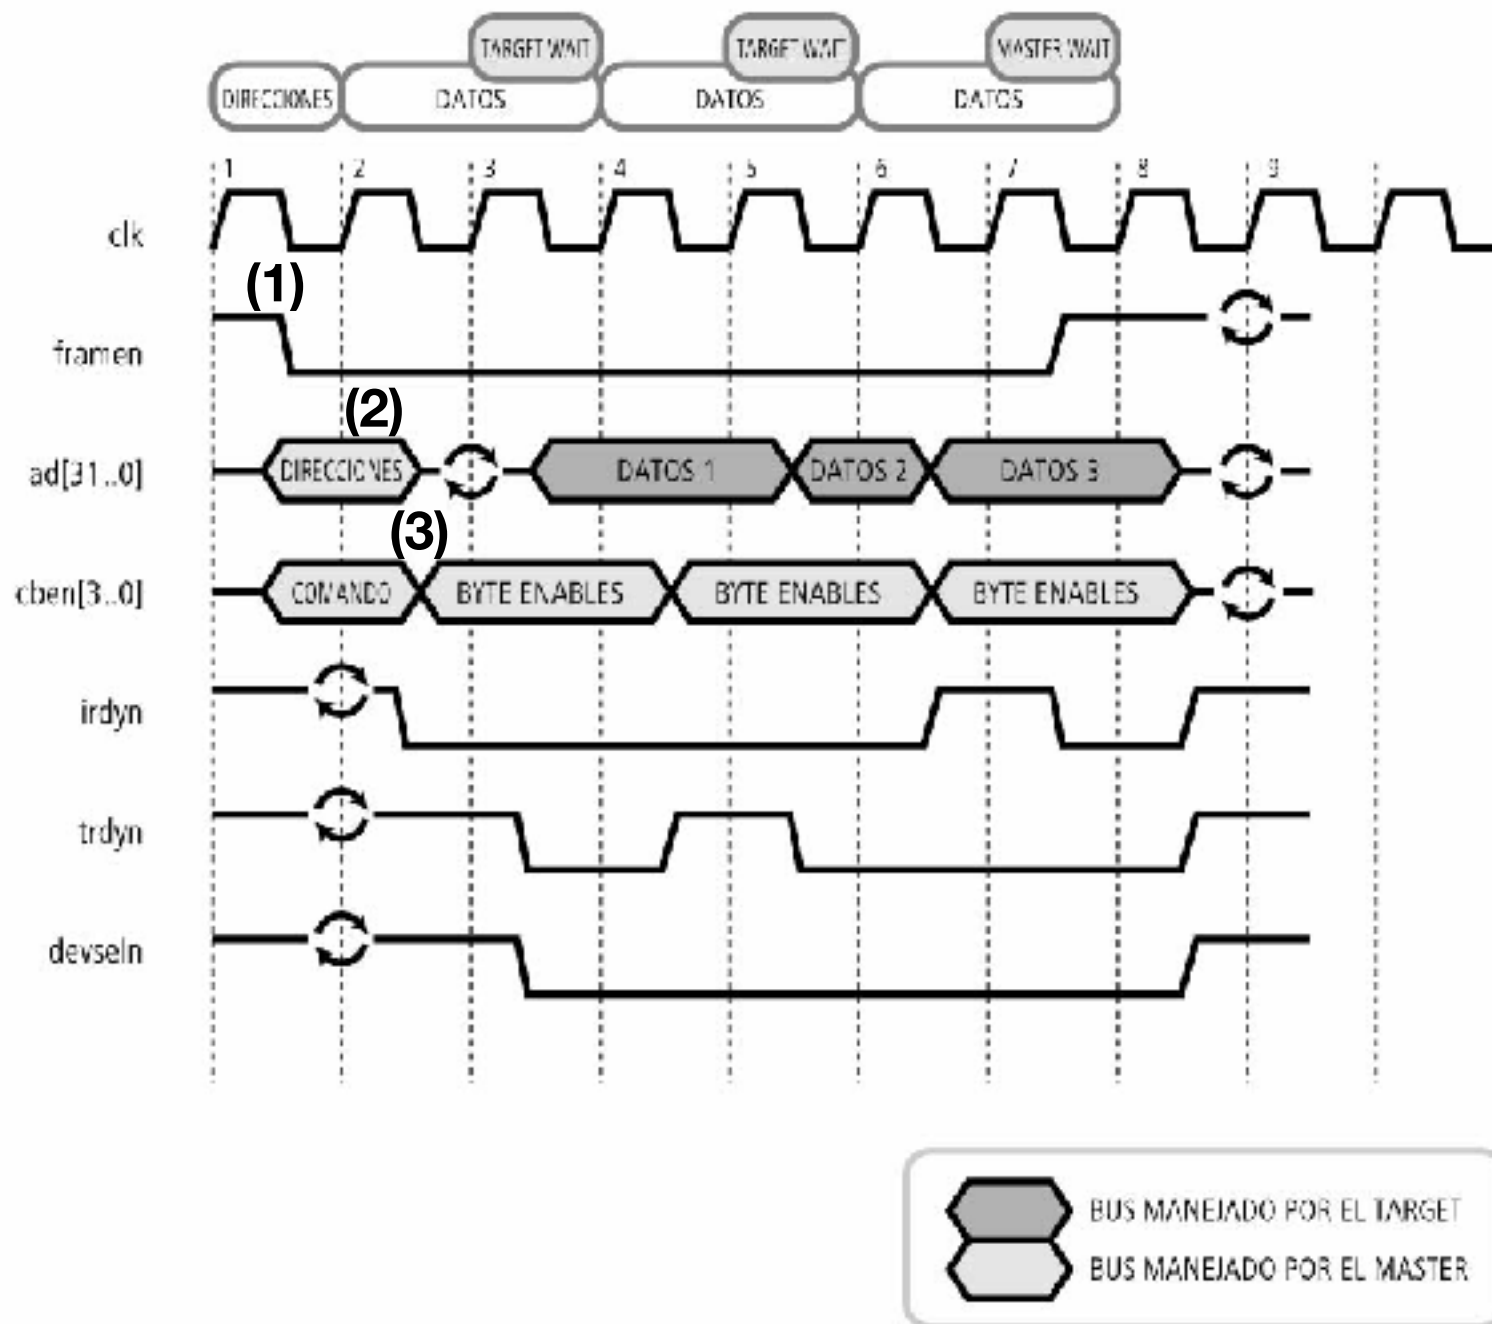 TARGET WAIT
TARGET WAIT
MASTER WAIT
DIRECCIONES
DATOS
DATOS
DATOS
1 2 3 4 5 6 7 8 9
clk
(1)
framen
(2)
ad[31..0]
DIRECCIONES
DATOS 1
DATOS 2
DATOS 3
(3)
cben[3..0]
COMANDO
BYTE ENABLES
BYTE ENABLES
BYTE ENABLES
irdyn
trdyn
devseln
BUS MANEJADO POR EL TARGET
BUS MANEJADO POR EL MASTER